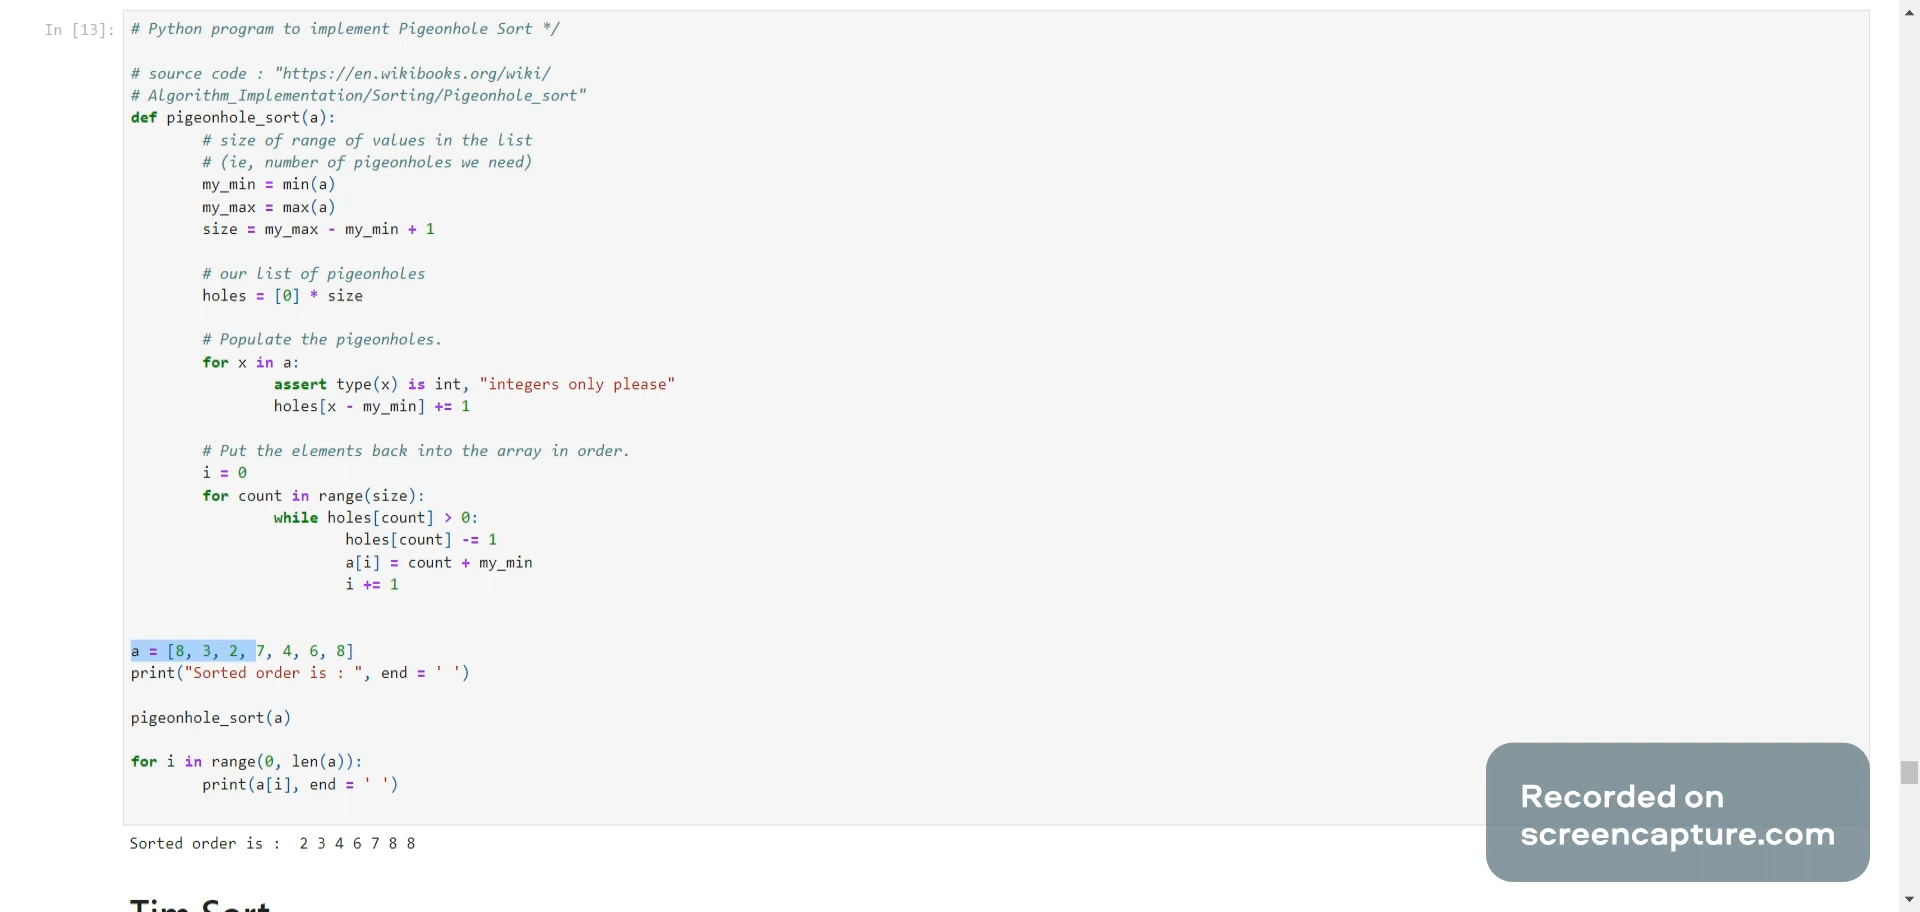 In [13]:
# Python program to implement Pigeonhole Sort */
# source code : "https://en.wikibooks.org/wiki/
# Algorithm_Implementation/Sorting/Pigeonhole_sort"
def pigeonhole_sort(a):
# size of range of values in the list
# (ie, number of pigeonholes we need)
my_min = min(a)
my_max = max(a)
size = my_max - my_min + 1
# our list of pigeonholes
holes = [0] * size
# Populate the pigeonholes.
for x in a:
assert type(x) is int, "integers only please"
holes[x - my_min] += 1
# Put the elements back into the array in order.
i = 0
for count in range(size):
while holes[count] > 0:
holes[count] -= 1
a[i] = count + my_min
i += 1
a = [8, 3, 2, 7, 4, 6, 8]
print("Sorted order is : ", end = ' ')
pigeonhole_sort(a)
for i in range(0, len(a)):
print(a[i], end = ' ')
Sorted order is :  2 3 4 6 7 8 8
Tim Sort
Recorded on
screencapture.com